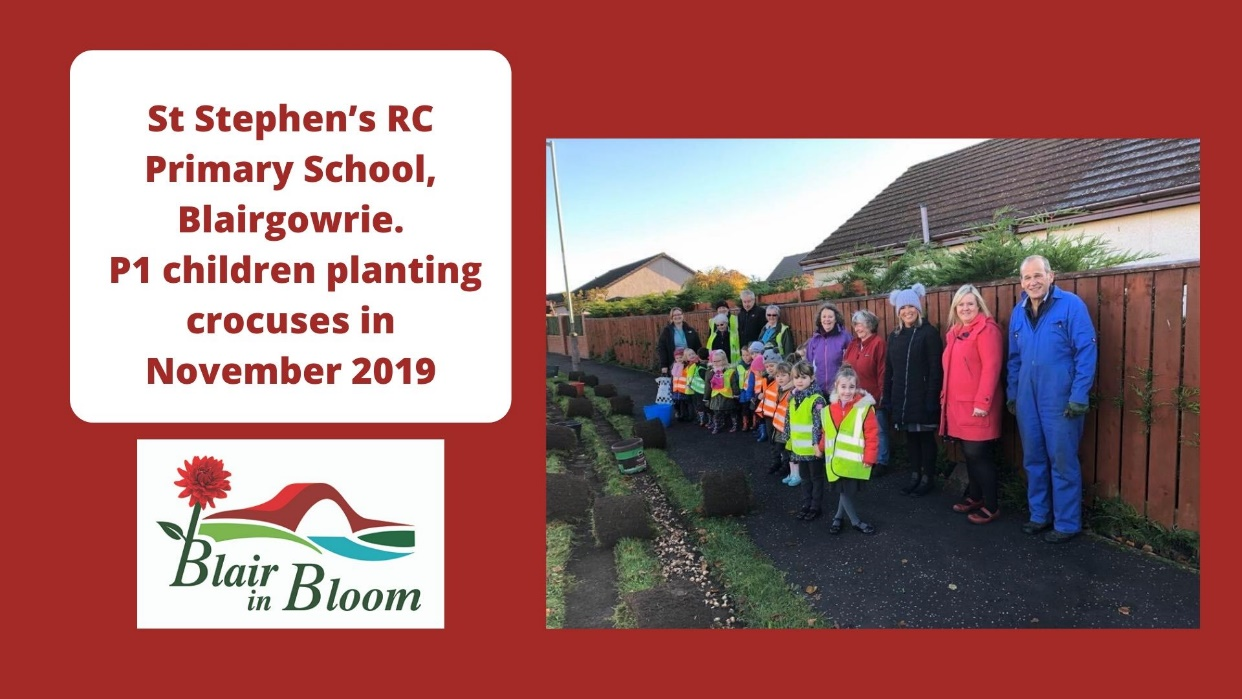 St Stephen’s RC
Primary School,
Blairgowrie.
P1 children planting
crocuses in
November 2019
Blair
in Bloom